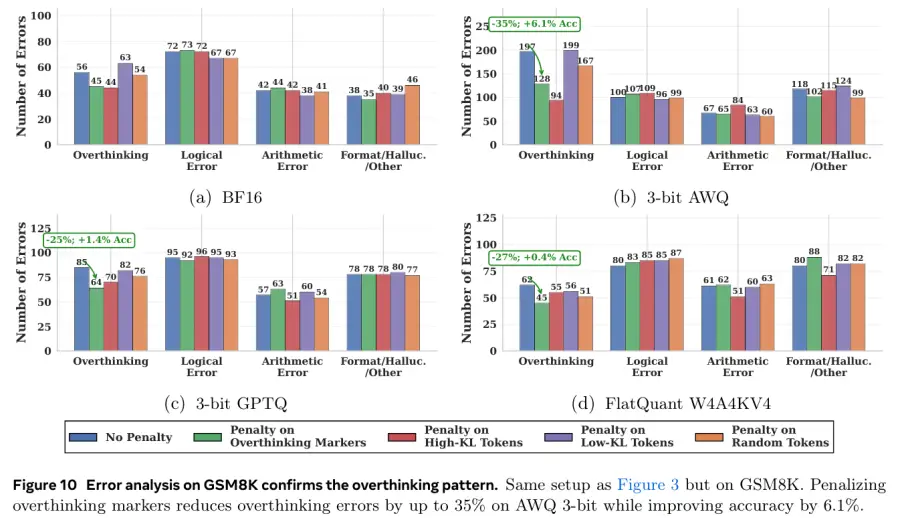 100
80
60
40
20
0
Number of Errors
56
45
44
63
54
72
73
72
67
67
42
44
42
38
41
38
35
40
39
46
Overthinking
Logical
Error
Arithmetic
Error
Format/Halluc.
/Other
(a) BF16
-35%; +6.1% Acc
200
150
100
50
0
Number of Errors
197
128
94
199
167
100
107
109
96
99
67
65
84
63
60
118
102
115
124
99
Overthinking
Logical
Error
Arithmetic
Error
Format/Halluc.
/Other
(b) 3-bit AWQ
-25%; +1.4% Acc
125
100
75
50
25
0
Number of Errors
85
64
70
82
76
95
92
96
95
93
57
63
51
60
54
78
78
78
80
77
Overthinking
Logical
Error
Arithmetic
Error
Format/Halluc.
/Other
(c) 3-bit GPTQ
-27%; +0.4% Acc
125
100
75
50
25
0
Number of Errors
62
45
55
56
51
80
83
85
85
87
61
62
51
60
63
80
88
71
82
82
Overthinking
Logical
Error
Arithmetic
Error
Format/Halluc.
/Other
(d) FlatQuant W4A4KV4
No Penalty
Penalty on
Overthinking Markers
Penalty on
High-KL Tokens
Penalty on
Low-KL Tokens
Penalty on
Random Tokens
Figure 10 Error analysis on GSM8K confirms the overthinking pattern. Same setup as Figure 3 but on GSM8K. Penalizing
overthinking markers reduces overthinking errors by up to 35% on AWQ 3-bit while improving accuracy by 6.1%.